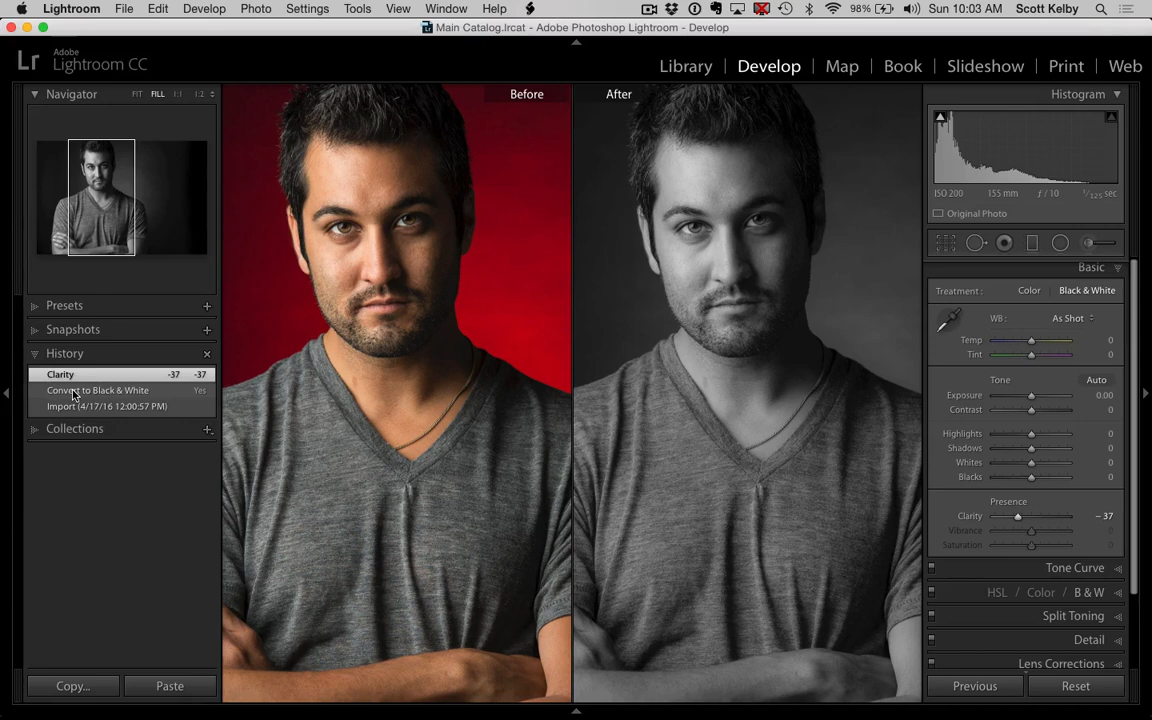 Lightroom File Edit Develop Photo Settings Tools View Window Help 98% Sun 10:03 AM Scott Kelby
Main Catalog.lrcat - Adobe Photoshop Lightroom - Develop
Lr Adobe
Lightroom CC
Library Develop Map Book Slideshow Print Web
Navigator FIT FILL 1:1 1:2
Before After
Histogram
ISO 200 155 mm ƒ / 10 1/125 sec
Original Photo
Basic
Treatment : Color Black & White
WB : As Shot
Temp 0
Tint 0
Tone Auto
Exposure 0.00
Contrast 0
Highlights 0
Shadows 0
Whites 0
Blacks 0
Presence
Clarity – 37
Vibrance 0
Saturation 0
Tone Curve
HSL / Color / B & W
Split Toning
Detail
Lens Corrections
Previous Reset
Presets
Snapshots
History
Clarity -37 -37
Convert to Black & White Yes
Import (4/17/16 12:00:57 PM)
Collections
Copy... Paste